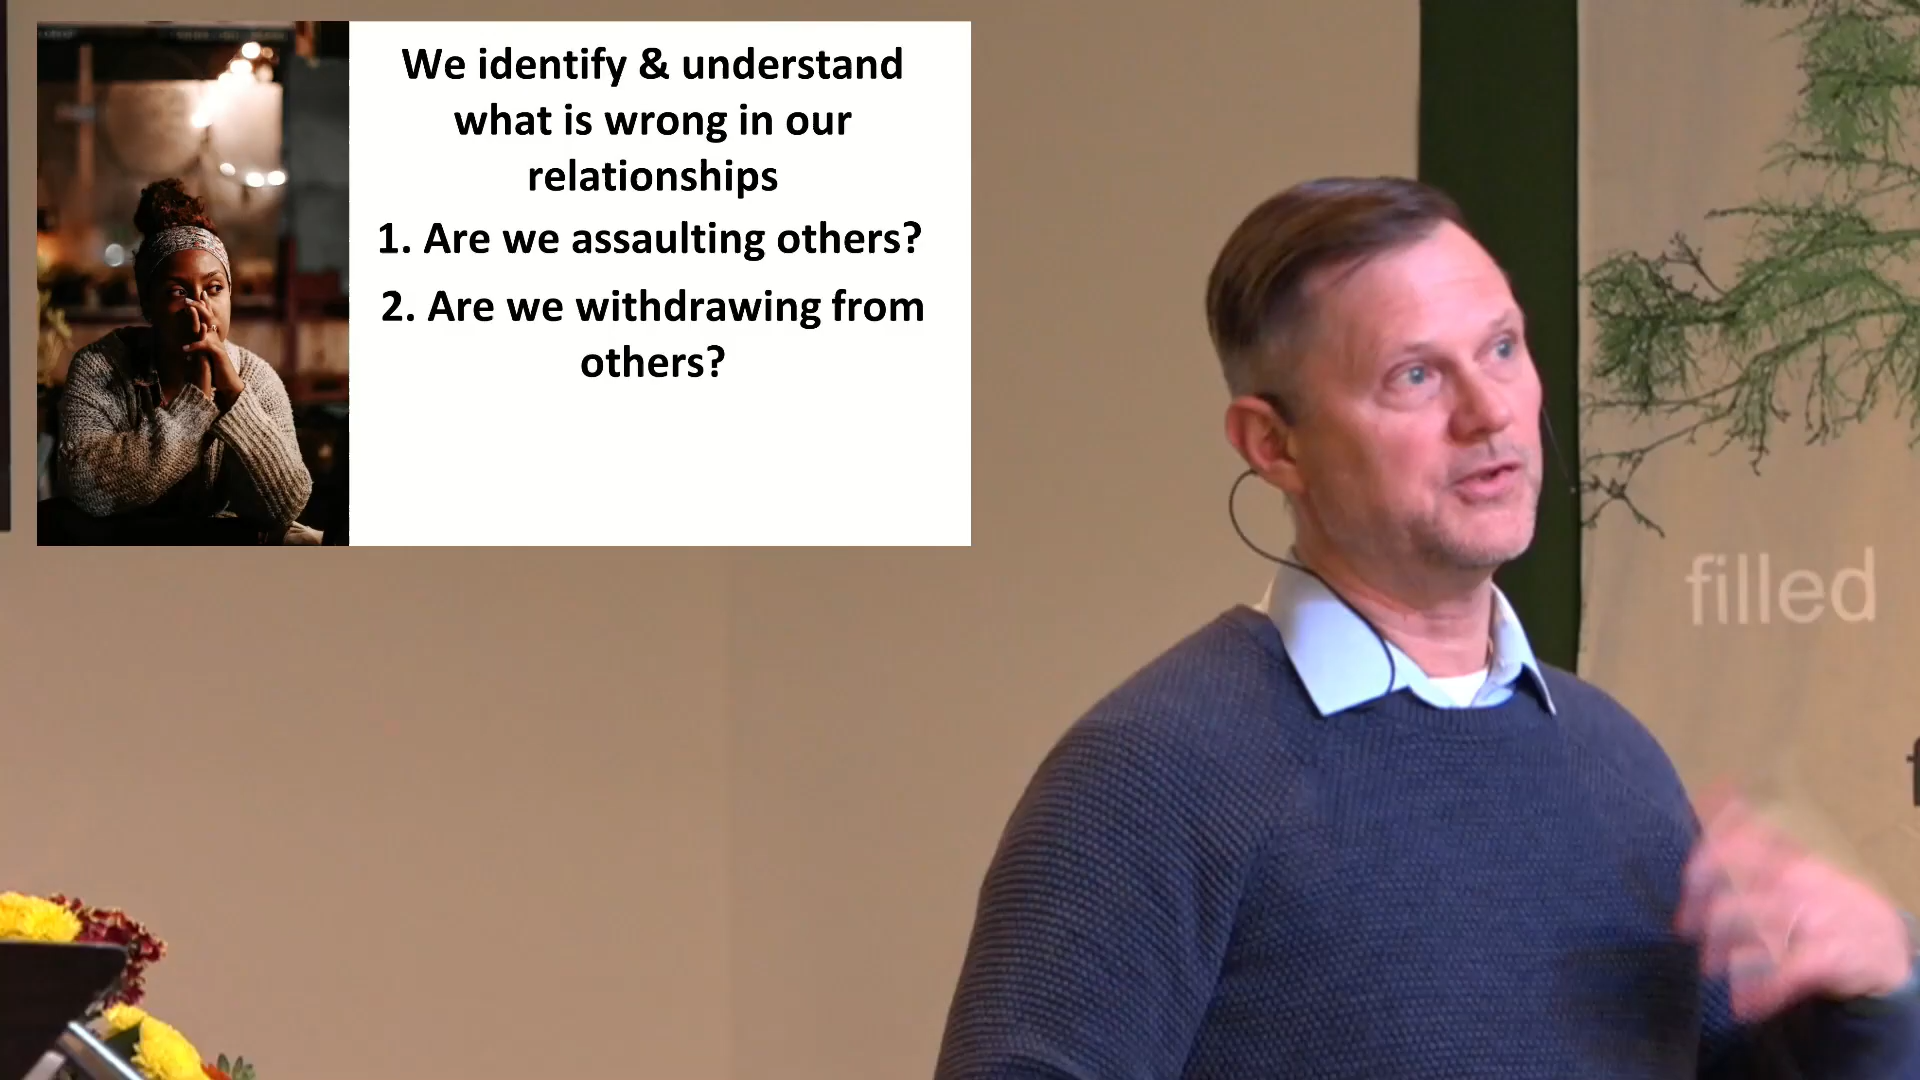 We identify & understand
what is wrong in our
relationships
1. Are we assaulting others?
2. Are we withdrawing from
others?
filled